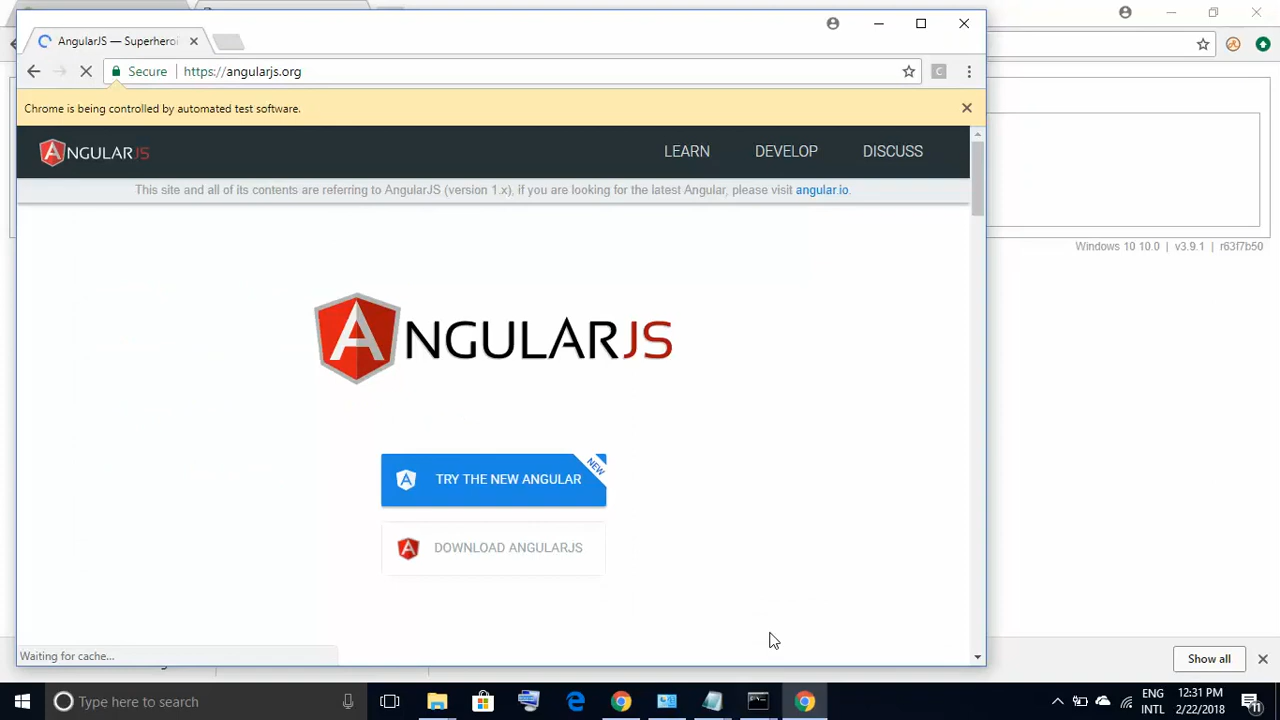 AngularJS — Superheroi
Secure
https://angularjs.org
C
Chrome is being controlled by automated test software.
ANGULARJS
LEARN
DEVELOP
DISCUSS
This site and all of its contents are referring to AngularJS (version 1.x), if you are looking for the latest Angular, please visit angular.io.
Windows 10 10.0 | v3.9.1 | r63f7b50
ANGULARJS
TRY THE NEW ANGULAR
NEW
DOWNLOAD ANGULARJS
Waiting for cache...
Show all
Type here to search
ENG
INTL
12:31 PM
2/22/2018